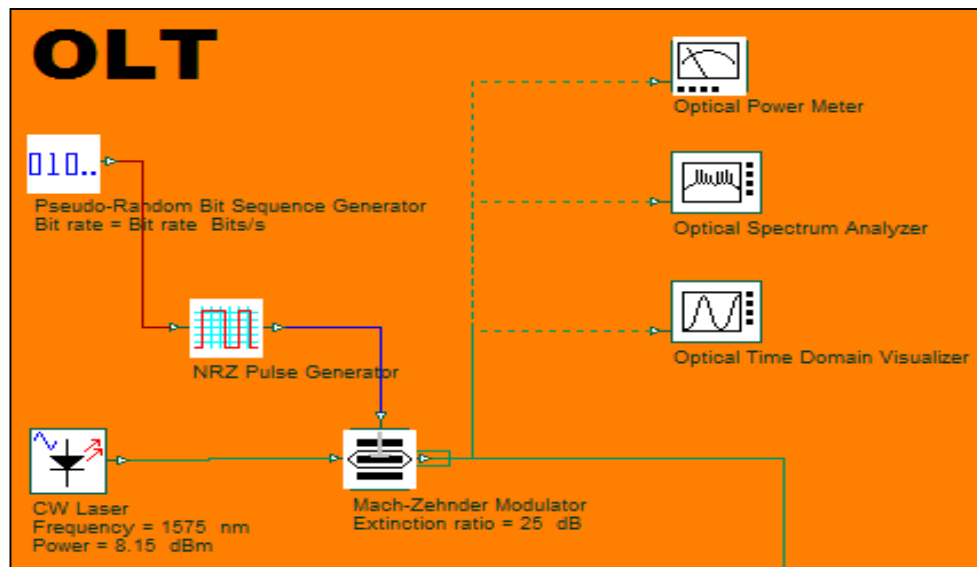 OLT
Optical Power Meter
010..
Pseudo-Random Bit Sequence Generator
Bit rate = Bit rate  Bits/s
Optical Spectrum Analyzer
NRZ Pulse Generator
Optical Time Domain Visualizer
CW Laser
Frequency = 1575  nm
Power = 8.15  dBm
Mach-Zehnder Modulator
Extinction ratio = 25  dB